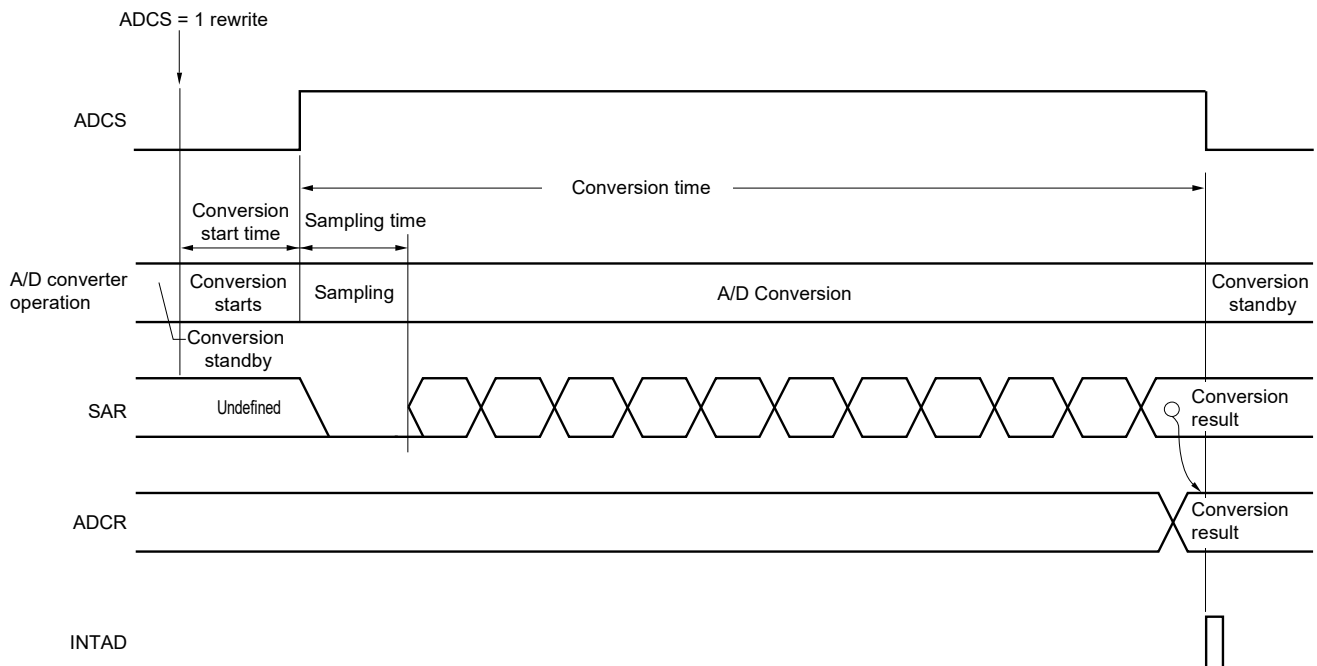 ADCS = 1 rewrite
ADCS
Conversion time
Conversion
start time
Sampling time
A/D converter
operation
Conversion
starts
Sampling
A/D Conversion
Conversion
standby
Conversion
standby
SAR
Undefined
Conversion
result
ADCR
Conversion
result
INTAD